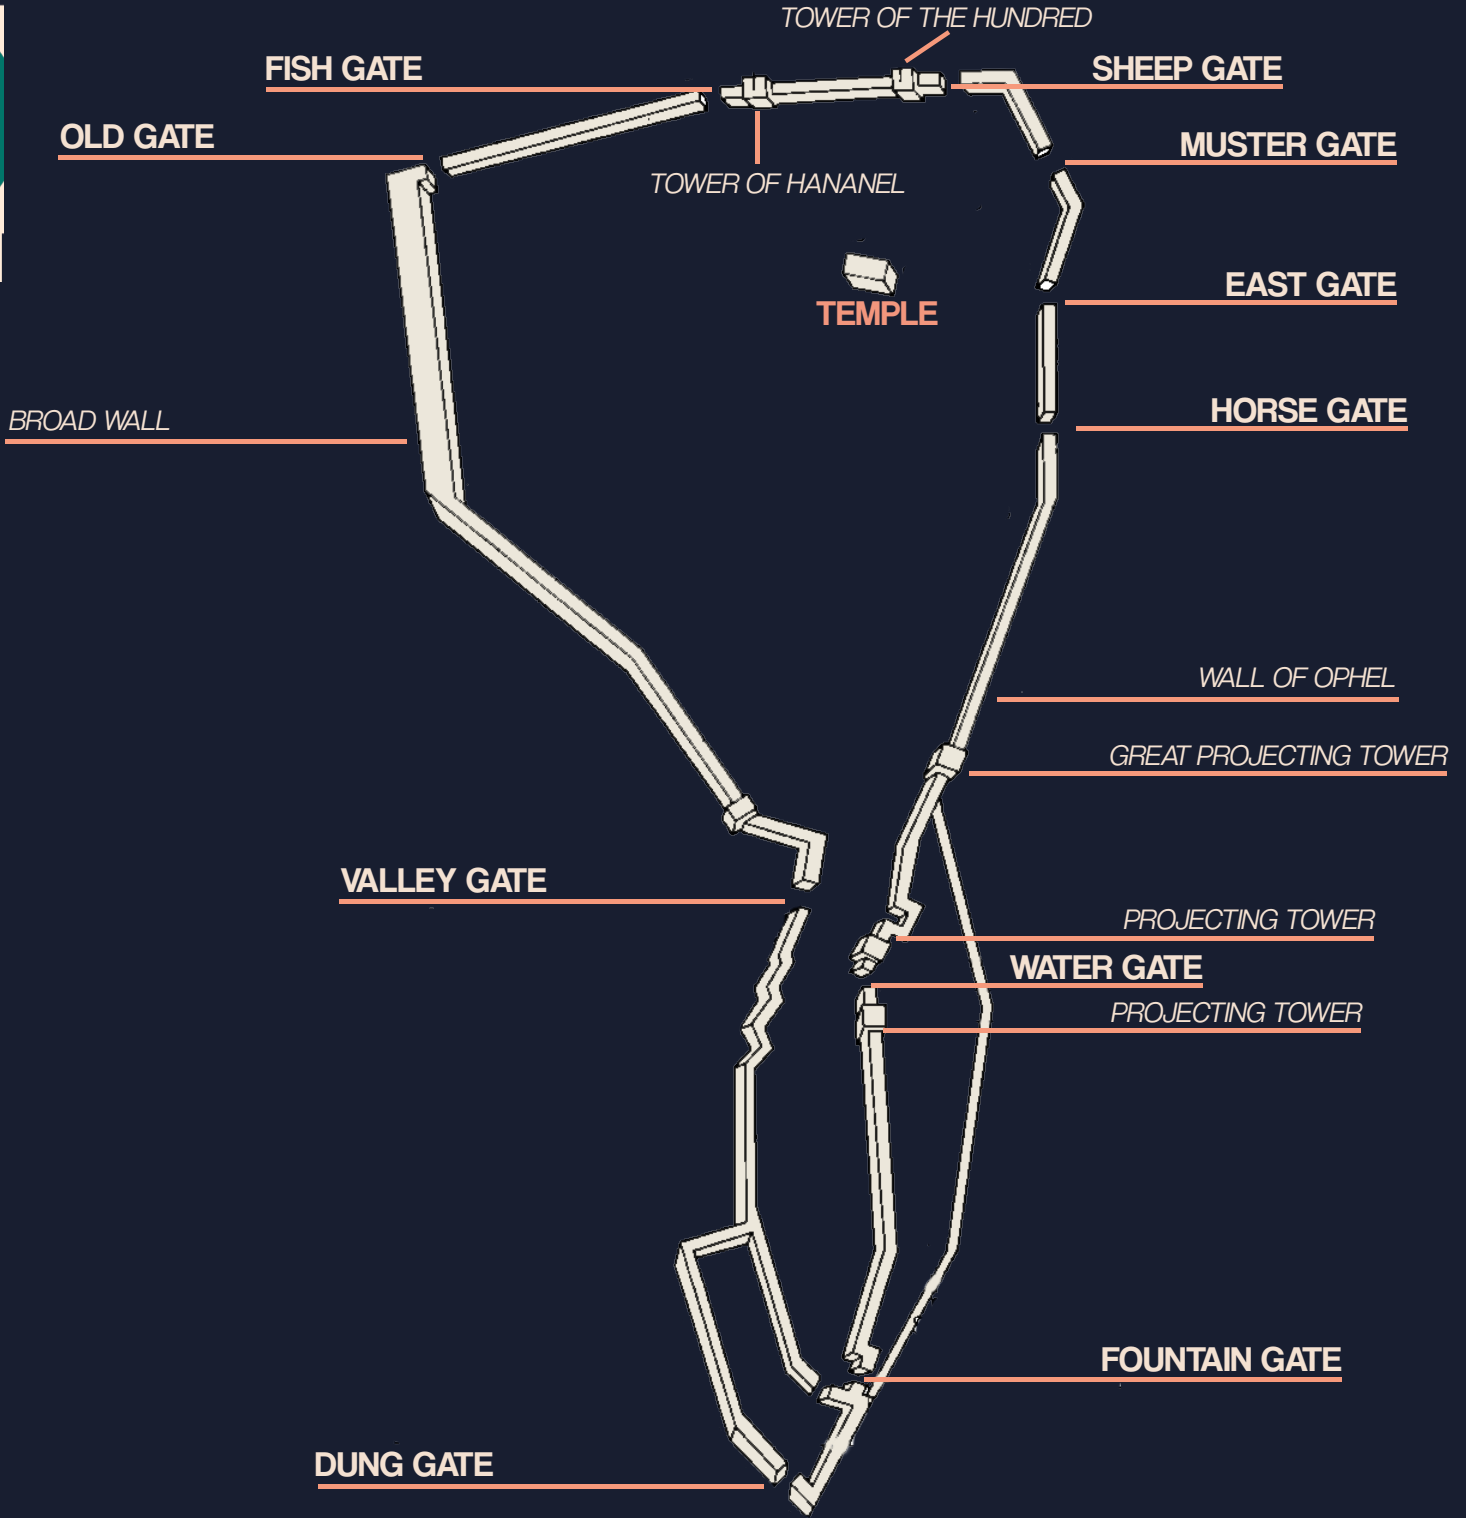 TOWER OF THE HUNDRED
FISH GATE
SHEEP GATE
OLD GATE
MUSTER GATE
TOWER OF HANANEL
EAST GATE
TEMPLE
HORSE GATE
BROAD WALL
WALL OF OPHEL
GREAT PROJECTING TOWER
VALLEY GATE
PROJECTING TOWER
WATER GATE
PROJECTING TOWER
FOUNTAIN GATE
DUNG GATE